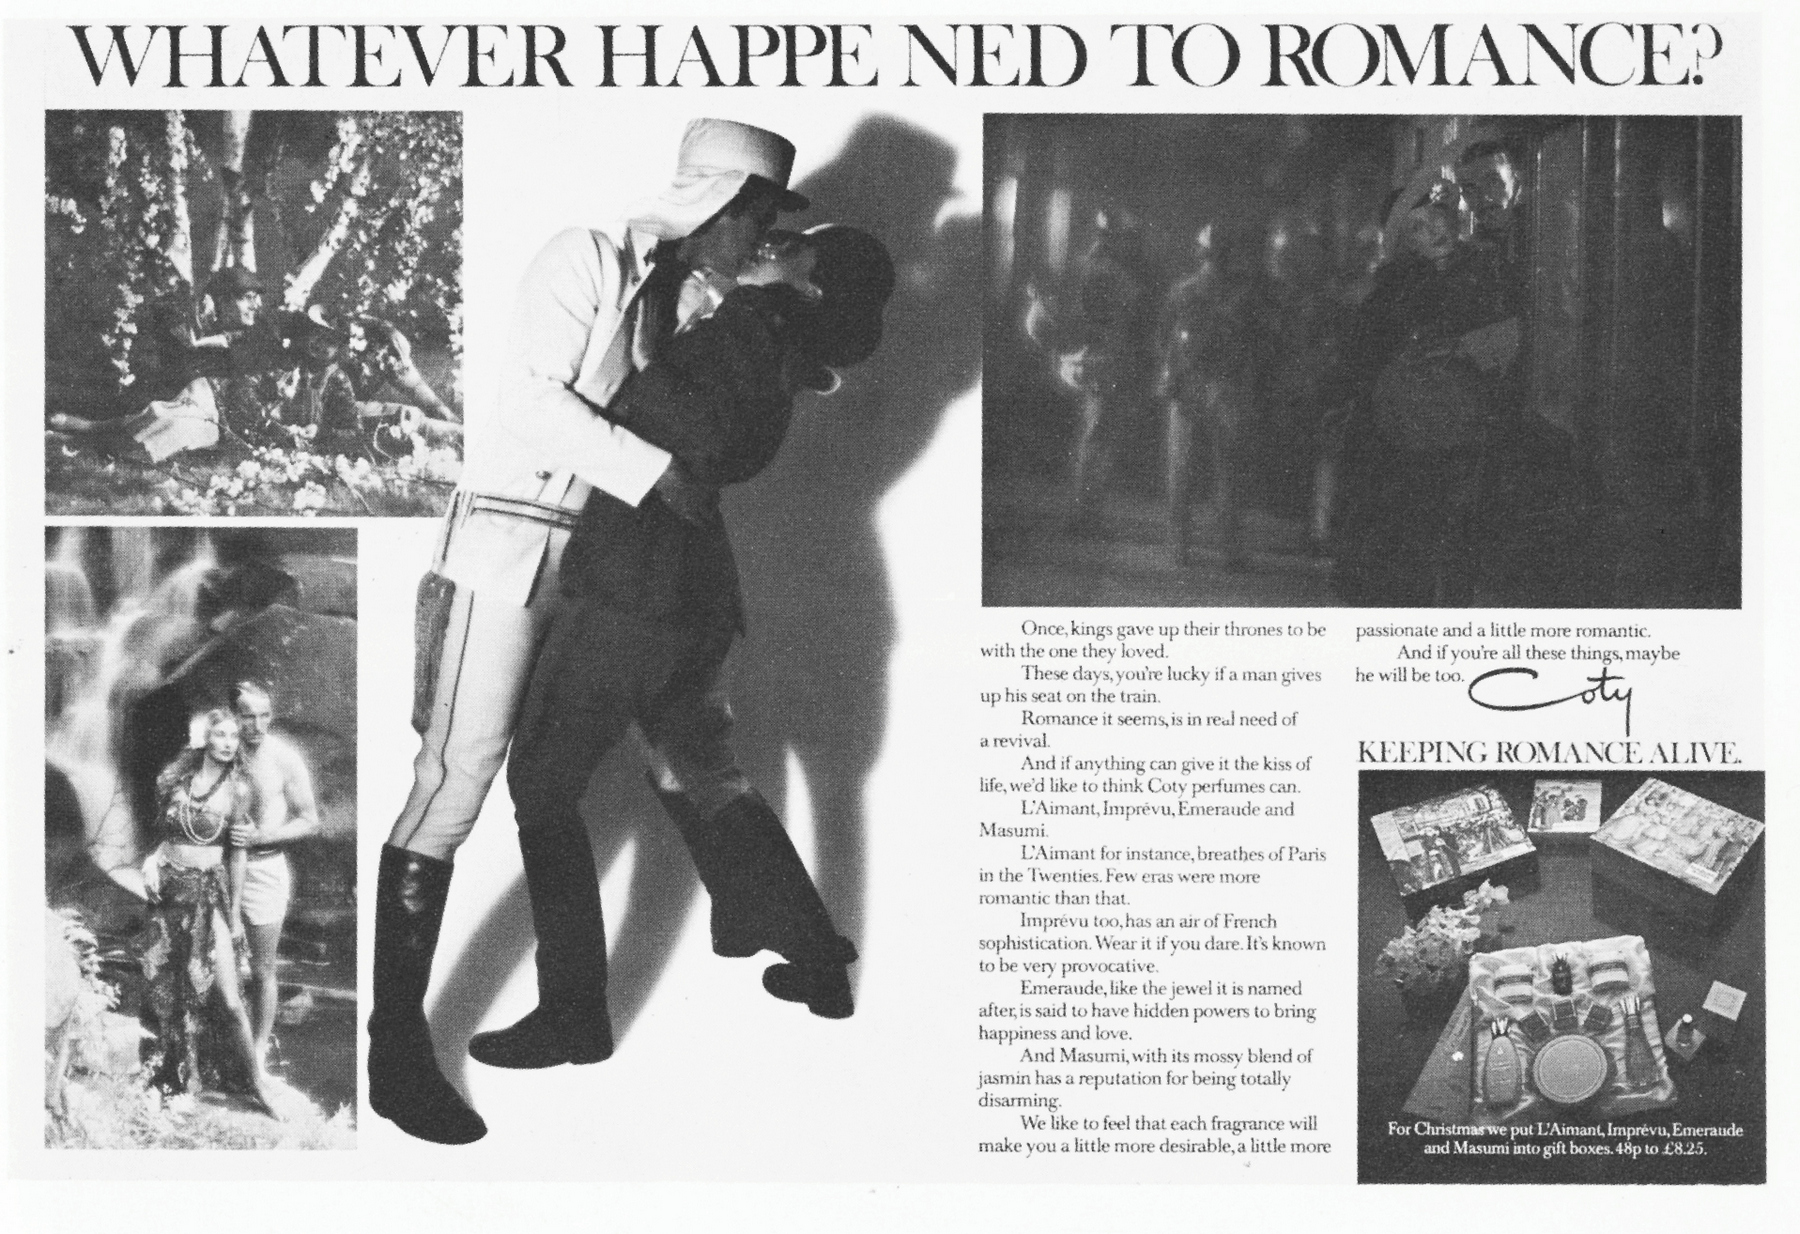 WHATEVER HAPPE NED TO ROMANCE?
Once, kings gave up their thrones to be
with the one they loved.
These days, you're lucky if a man gives
up his seat on the train.
Romance it seems, is in real need of
a revival.
And if anything can give it the kiss of
life, we'd like to think Coty perfumes can.
L'Aimant, Imprévu, Emeraude and
Masumi.
L'Aimant for instance, breathes of Paris
in the Twenties. Few eras were more
romantic than that.
Imprévu too, has an air of French
sophistication. Wear it if you dare. It's known
to be very provocative.
Emeraude, like the jewel it is named
after, is said to have hidden powers to bring
happiness and love.
And Masumi, with its mossy blend of
jasmin has a reputation for being totally
disarming.
We like to feel that each fragrance will
make you a little more desirable, a little more
passionate and a little more romantic.
And if you're all these things, maybe
he will be too.
Coty
KEEPING ROMANCE ALIVE.
For Christmas we put L'Aimant, Imprévu, Emeraude
and Masumi into gift boxes. 48p to £8.25.